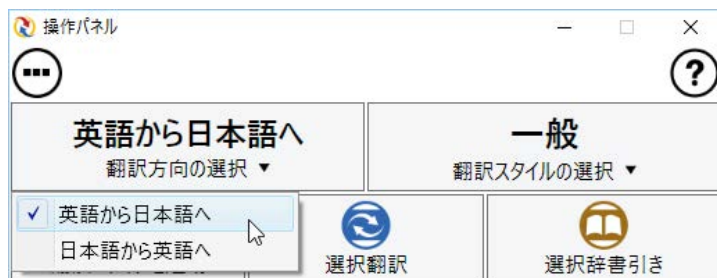 操作パネル
?
英語から日本語へ
翻訳方向の選択 ▼
一般
翻訳スタイルの選択 ▼
✓ 英語から日本語へ
日本語から英語へ
選択翻訳
選択辞書引き